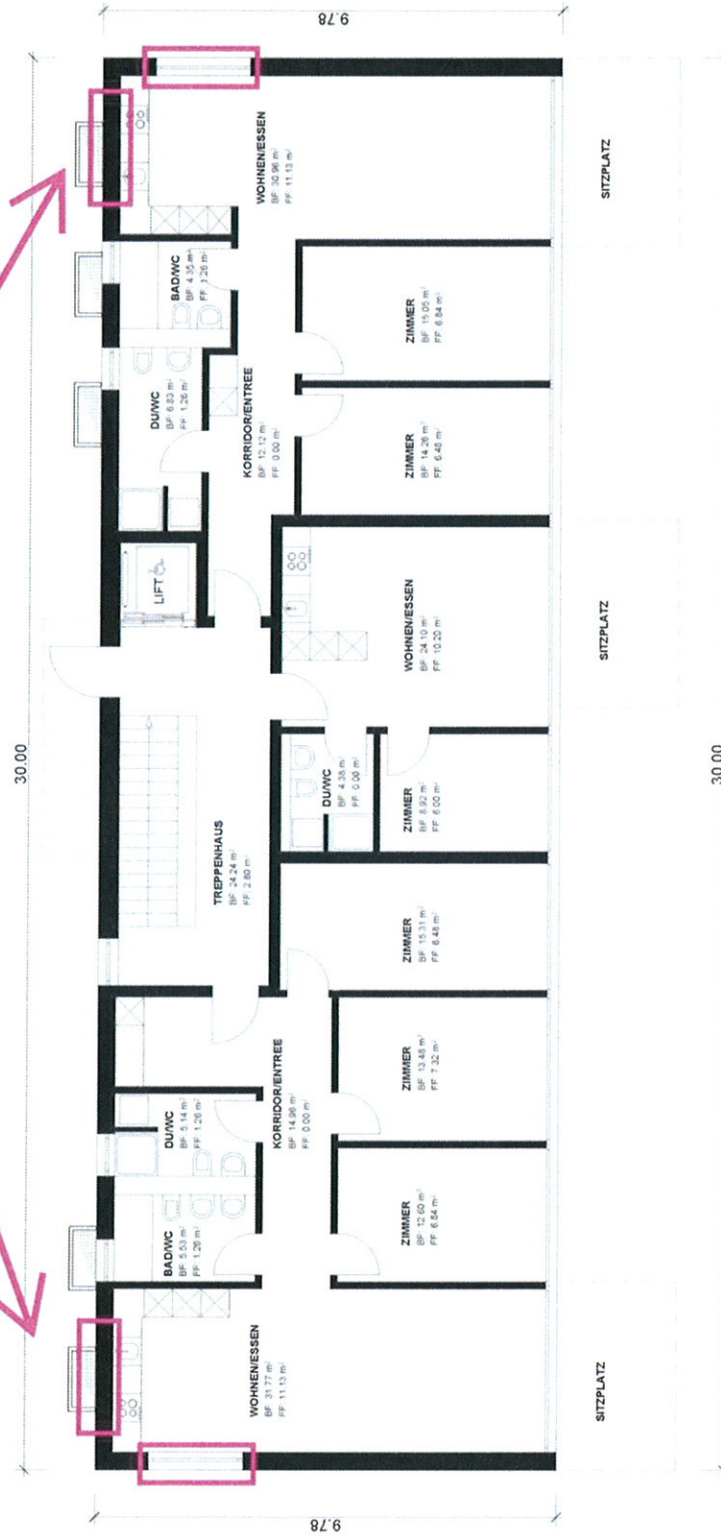 30.00
9.78
9.78
WOHNEN/ESSEN
BF 31.77 m²
FF 11.13 m²
BAD/WC
BF 5.53 m²
FF 1.26 m²
DU/WC
BF 5.14 m²
FF 1.26 m²
KORRIDOR/ENTREE
BF 14.96 m²
FF 0.00 m²
TREPPENHAUS
BF 24.24 m²
FF 2.80 m²
LIFT
DU/WC
BF 6.83 m²
FF 1.26 m²
BAD/WC
BF 4.35 m²
FF 1.26 m²
KORRIDOR/ENTREE
BF 12.12 m²
FF 0.00 m²
WOHNEN/ESSEN
BF 30.96 m²
FF 11.13 m²
ZIMMER
BF 12.60 m²
FF 6.84 m²
ZIMMER
BF 13.48 m²
FF 7.32 m²
ZIMMER
BF 15.31 m²
FF 6.48 m²
DU/WC
BF 4.38 m²
FF 0.00 m²
ZIMMER
BF 8.92 m²
FF 6.00 m²
WOHNEN/ESSEN
BF 24.10 m²
FF 10.20 m²
ZIMMER
BF 14.26 m²
FF 6.48 m²
ZIMMER
BF 15.05 m²
FF 6.84 m²
SITZPLATZ
SITZPLATZ
SITZPLATZ
30.00